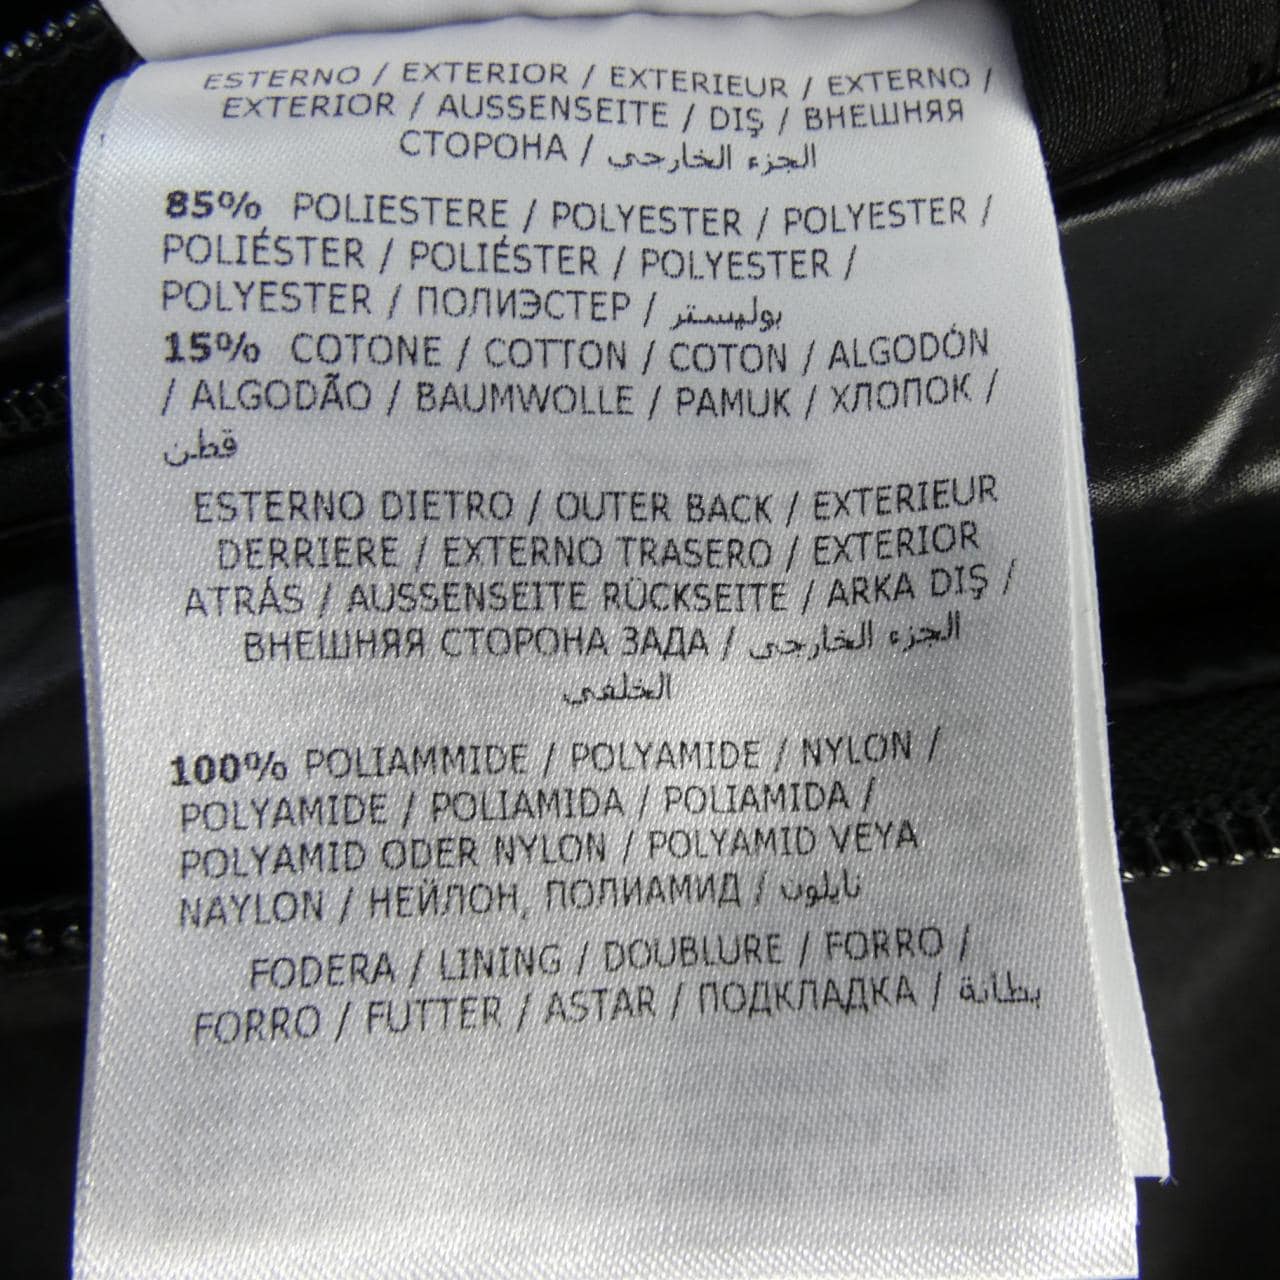 ESTERNO / EXTERIOR / EXTERIEUR / EXTERNO /
EXTERIOR / AUSSENSEITE / DIŞ / ВНЕШНЯЯ
СТОРОНА / الجزء الخارجي
85% POLIESTERE / POLYESTER / POLYESTER /
POLIÉSTER / POLIÉSTER / POLYESTER /
POLYESTER / ПОЛИЭСТЕР / بوليستر
15% COTONE / COTTON / COTON / ALGODÓN
/ ALGODÃO / BAUMWOLLE / PAMUK / ХЛОПОК /
قطن
ESTERNO DIETRO / OUTER BACK / EXTERIEUR
DERRIERE / EXTERNO TRASERO / EXTERIOR
ATRÁS / AUSSENSEITE RÜCKSEITE / ARKA DIŞ /
ВНЕШНЯЯ СТОРОНА ЗАДА / الجزء الخارجي
الخلفي
100% POLIAMMIDE / POLYAMIDE / NYLON /
POLYAMIDE / POLIAMIDA / POLIAMIDA /
POLYAMID ODER NYLON / POLYAMID VEYA
NAYLON / НЕЙЛОН, ПОЛИАМИД / نايلون
FODERA / LINING / DOUBLURE / FORRO /
FORRO / FUTTER / ASTAR / ПОДКЛАДКА / بطانة